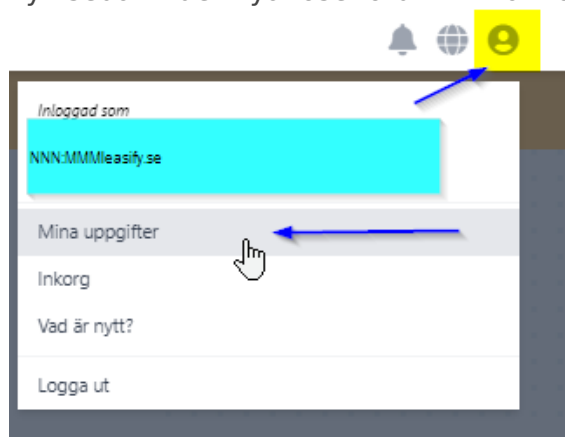 Inloggad som
NNN:MMMleasify.se
Mina uppgifter
Inkorg
Vad är nytt?
Logga ut